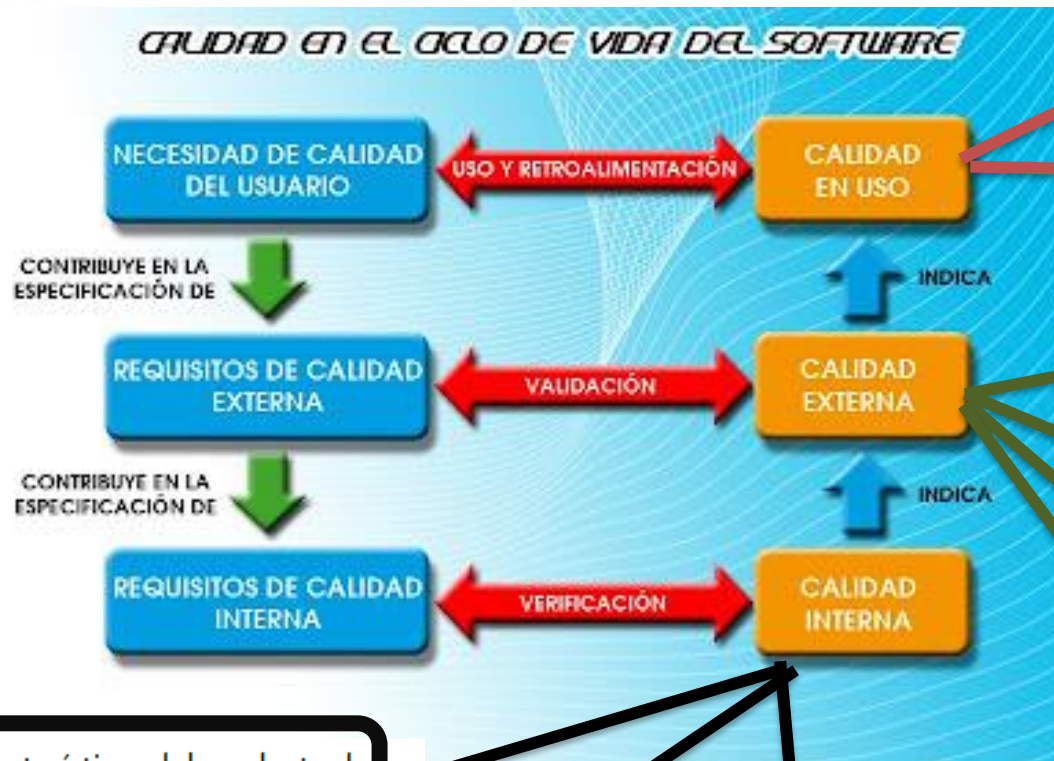 CALIDAD EN EL CICLO DE VIDA DEL SOFTWARE
NECESIDAD DE CALIDAD
DEL USUARIO
USO Y RETROALIMENTACIÓN
CALIDAD
EN USO
CONTRIBUYE EN LA
ESPECIFICACIÓN DE
INDICA
REQUISITOS DE CALIDAD
EXTERNA
VALIDACIÓN
CALIDAD
EXTERNA
CONTRIBUYE EN LA
ESPECIFICACIÓN DE
INDICA
REQUISITOS DE CALIDAD
INTERNA
VERIFICACIÓN
CALIDAD
INTERNA